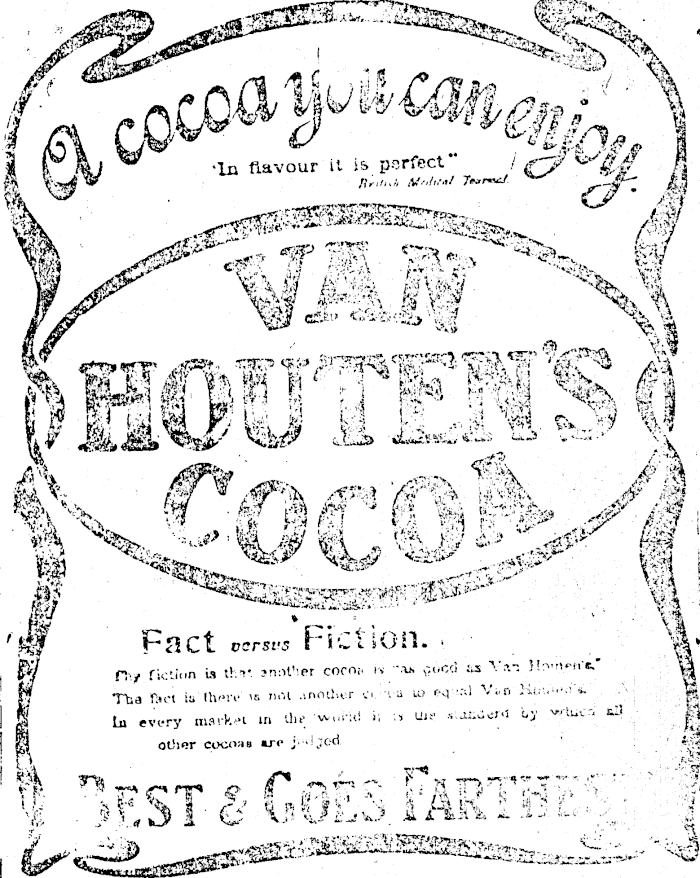 A cocoa you can enjoy.
"In flavour it is perfect"
British Medical Journal.
VAN
HOUTEN'S
COCOA
Fact versus Fiction.
The fiction is that another cocoa is "as good as Van Houten's."
The fact is there is not another cocoa to equal Van Houten's.
In every market in the world it is the standard by which all
other cocoas are judged
BEST & GOES FARTHEST